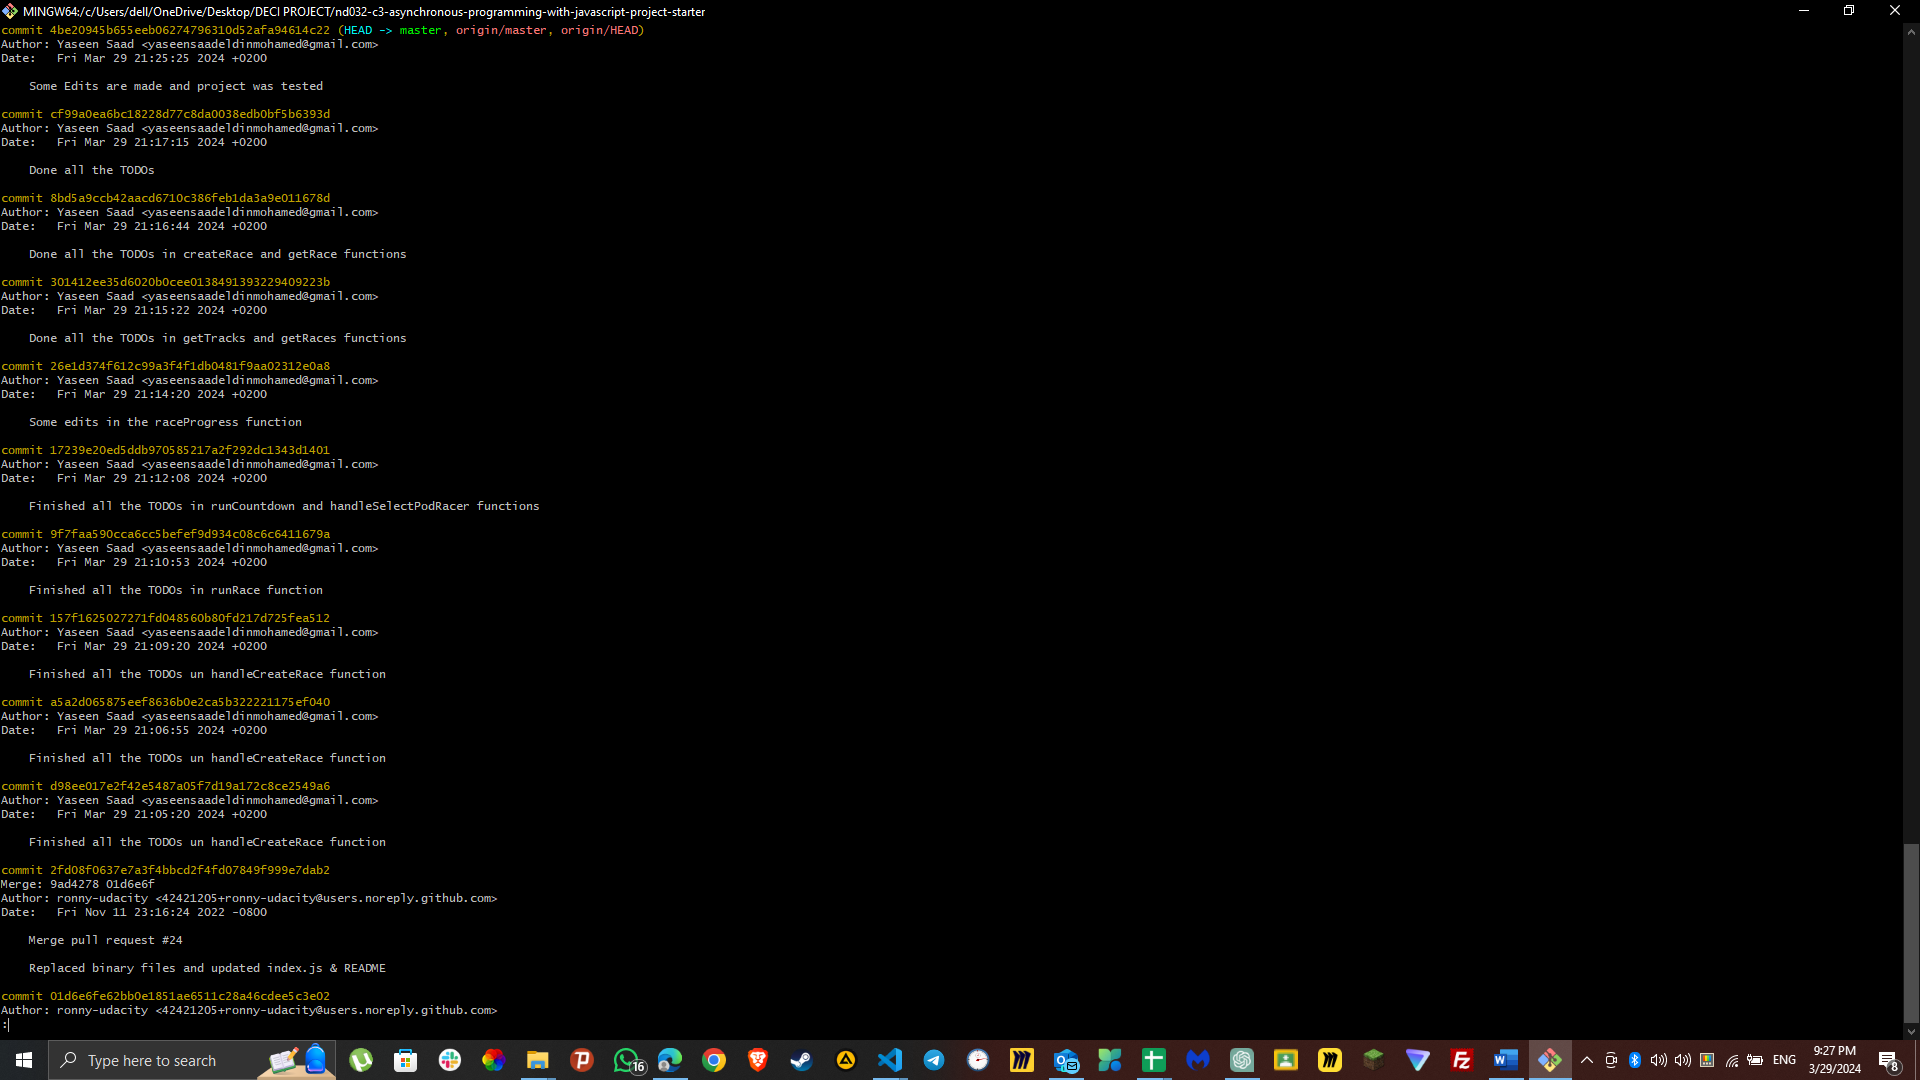 MINGW64:/c/Users/dell/OneDrive/Desktop/DECI PROJECT/nd032-c3-asynchronous-programming-with-javascript-project-starter
commit 4be20945b655eeb06274796310d52afa94614c22 (HEAD -> master, origin/master, origin/HEAD)
Author: Yaseen Saad <yaseensaadeldinmohamed@gmail.com>
Date:   Fri Mar 29 21:25:25 2024 +0200
Some Edits are made and project was tested
commit cf99a0ea6bc18228d77c8da0038edb0bf5b6393d
Author: Yaseen Saad <yaseensaadeldinmohamed@gmail.com>
Date:   Fri Mar 29 21:17:15 2024 +0200
Done all the TODOs
commit 8bd5a9ccb42aacd6710c386feb1da3a9e011678d
Author: Yaseen Saad <yaseensaadeldinmohamed@gmail.com>
Date:   Fri Mar 29 21:16:44 2024 +0200
Done all the TODOs in createRace and getRace functions
commit 301412ee35d6020b0cee0138491393229409223b
Author: Yaseen Saad <yaseensaadeldinmohamed@gmail.com>
Date:   Fri Mar 29 21:15:22 2024 +0200
Done all the TODOs in getTracks and getRaces functions
commit 26e1d374f612c99a3f4f1db0481f9aa02312e0a8
Author: Yaseen Saad <yaseensaadeldinmohamed@gmail.com>
Date:   Fri Mar 29 21:14:20 2024 +0200
Some edits in the raceProgress function
commit 17239e20ed5ddb970585217a2f292dc1343d1401
Author: Yaseen Saad <yaseensaadeldinmohamed@gmail.com>
Date:   Fri Mar 29 21:12:08 2024 +0200
Finished all the TODOs in runCountdown and handleSelectPodRacer functions
commit 9f7faa590cca6cc5befef9d934c08c6c6411679a
Author: Yaseen Saad <yaseensaadeldinmohamed@gmail.com>
Date:   Fri Mar 29 21:10:53 2024 +0200
Finished all the TODOs in runRace function
commit 157f1625027271fd048560b80fd217d725fea512
Author: Yaseen Saad <yaseensaadeldinmohamed@gmail.com>
Date:   Fri Mar 29 21:09:20 2024 +0200
Finished all the TODOs un handleCreateRace function
commit a5a2d065875eef8636b0e2ca5b322221175ef040
Author: Yaseen Saad <yaseensaadeldinmohamed@gmail.com>
Date:   Fri Mar 29 21:06:55 2024 +0200
Finished all the TODOs un handleCreateRace function
commit d98ee017e2f42e5487a05f7d19a172c8ce2549a6
Author: Yaseen Saad <yaseensaadeldinmohamed@gmail.com>
Date:   Fri Mar 29 21:05:20 2024 +0200
Finished all the TODOs un handleCreateRace function
commit 2fd08f0637e7a3f4bbcd2f4fd07849f999e7dab2
Merge: 9ad4278 01d6e6f
Author: ronny-udacity <42421205+ronny-udacity@users.noreply.github.com>
Date:   Fri Nov 11 23:16:24 2022 -0800
Merge pull request #24
Replaced binary files and updated index.js & README
commit 01d6e6fe62bb0e1851ae6511c28a46cdee5c3e02
Author: ronny-udacity <42421205+ronny-udacity@users.noreply.github.com>
:
Type here to search
16
ENG
9:27 PM
3/29/2024
8